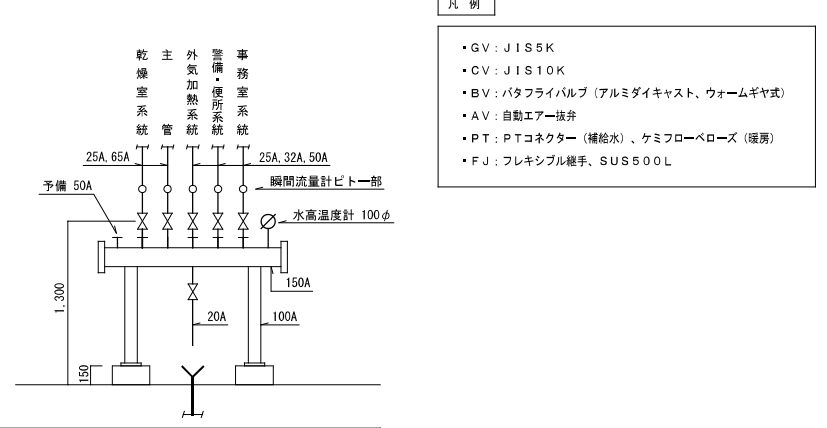 凡 例
・GV：JIS5K
・CV：JIS10K
・BV：バタフライバルブ（アルミダイキャスト、ウォームギヤ式）
・AV：自動エアー抜弁
・PT：PTコネクター（補給水）、ケミフローベローズ（暖房）
・FJ：フレキシブル継手、SUS500L
乾燥室系統
主管
外気加熱系統
警備・便所系統
事務室系統
25A, 65A
25A, 32A, 50A
瞬間流量計ピトー部
予備 50A
水高温度計 100φ
150A
1,300
20A
100A
150